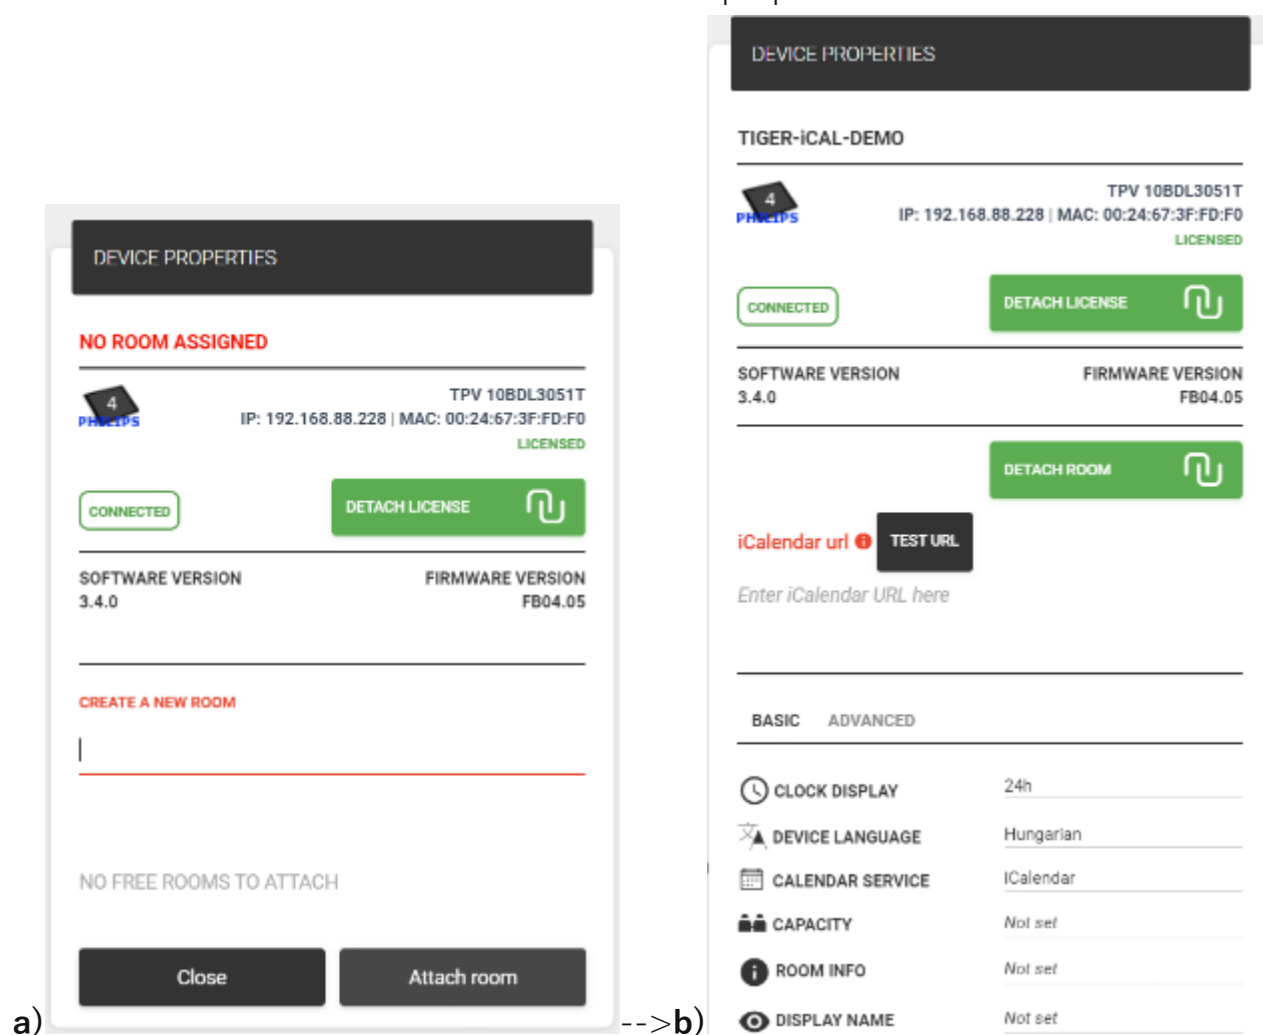 DEVICE PROPERTIES
NO ROOM ASSIGNED
4
PHILIPS
TPV 10BDL3051T
IP: 192.168.88.228 | MAC: 00:24:67:3F:FD:F0
LICENSED
CONNECTED
DETACH LICENSE
SOFTWARE VERSION
3.4.0
FIRMWARE VERSION
FB04.05
CREATE A NEW ROOM
NO FREE ROOMS TO ATTACH
Close
Attach room
a)
-->b)
DEVICE PROPERTIES
TIGER-iCAL-DEMO
4
PHILIPS
TPV 10BDL3051T
IP: 192.168.88.228 | MAC: 00:24:67:3F:FD:F0
LICENSED
CONNECTED
DETACH LICENSE
SOFTWARE VERSION
3.4.0
FIRMWARE VERSION
FB04.05
DETACH ROOM
iCalendar url
TEST URL
Enter iCalendar URL here
BASIC ADVANCED
CLOCK DISPLAY 24h
DEVICE LANGUAGE Hungarian
CALENDAR SERVICE ICalendar
CAPACITY Not set
ROOM INFO Not set
DISPLAY NAME Not set